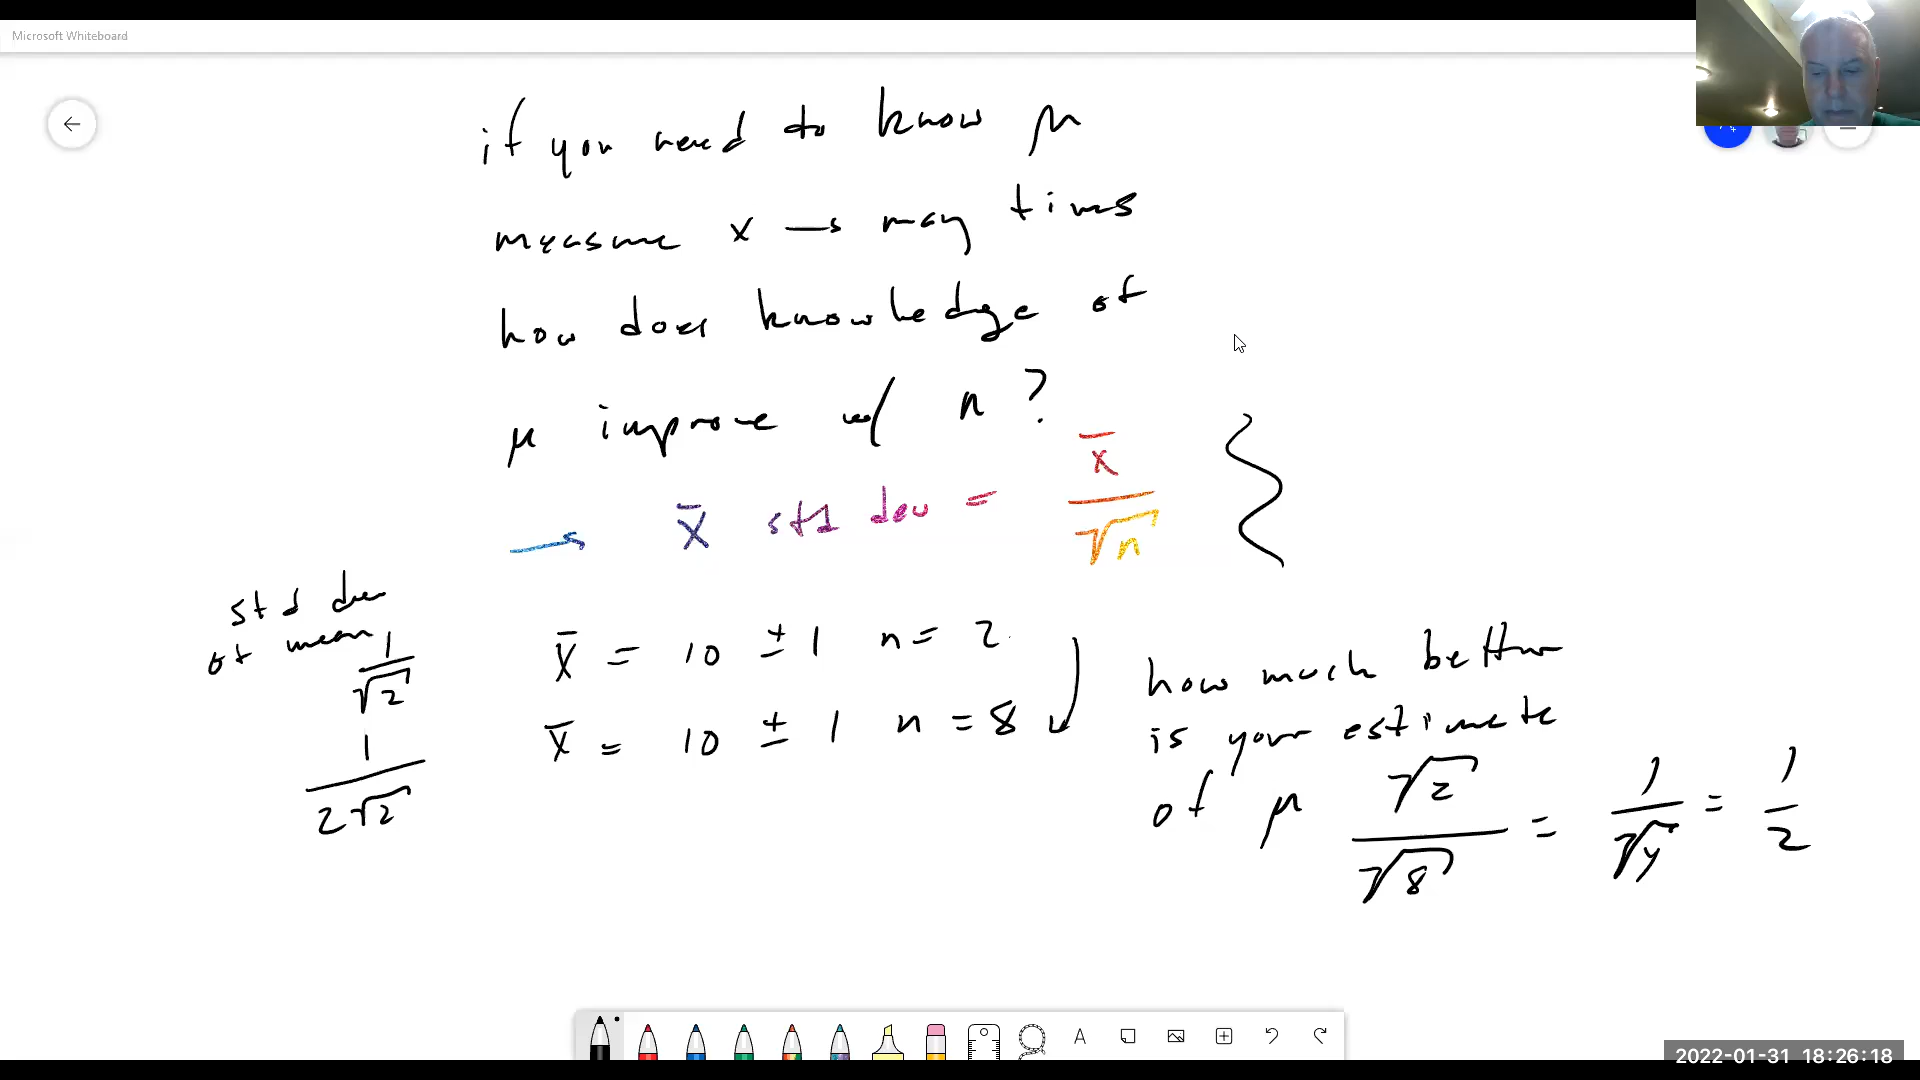 Microsoft Whiteboard
if you need to know μ
measure x → many times
how does knowledge of
μ improve w/ n ?
→ x̄ std dev = x̄/√n
std dev
of mean
1/√2
x̄ = 10 ± 1 n = 2
1/(2√2)
x̄ = 10 ± 1 n = 8
how much better
is your estimate
of μ √2/√8 = 1/√4 = 1/2
A
2022-01-31 18:26:18